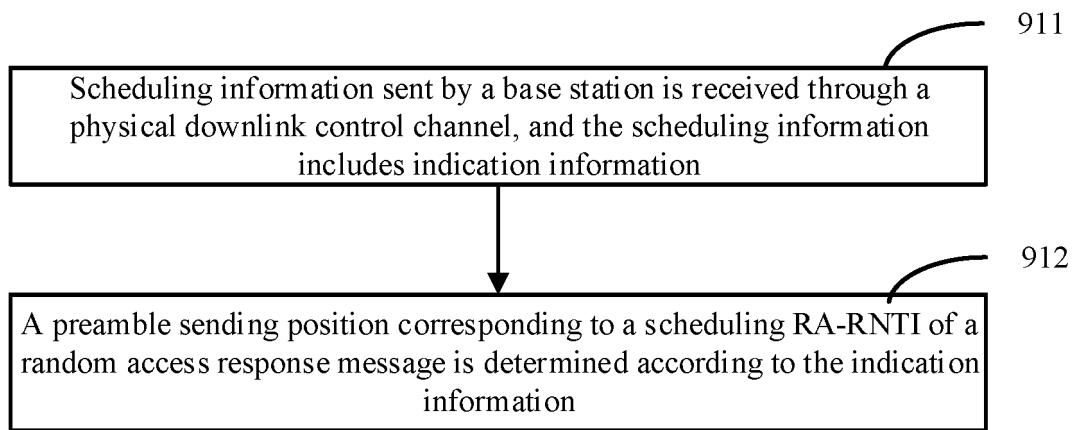 911
Scheduling information sent by a base station is received through a
physical downlink control channel, and the scheduling information
includes indication information
912
A preamble sending position corresponding to a scheduling RA-RNTI of a
random access response message is determined according to the indication
information